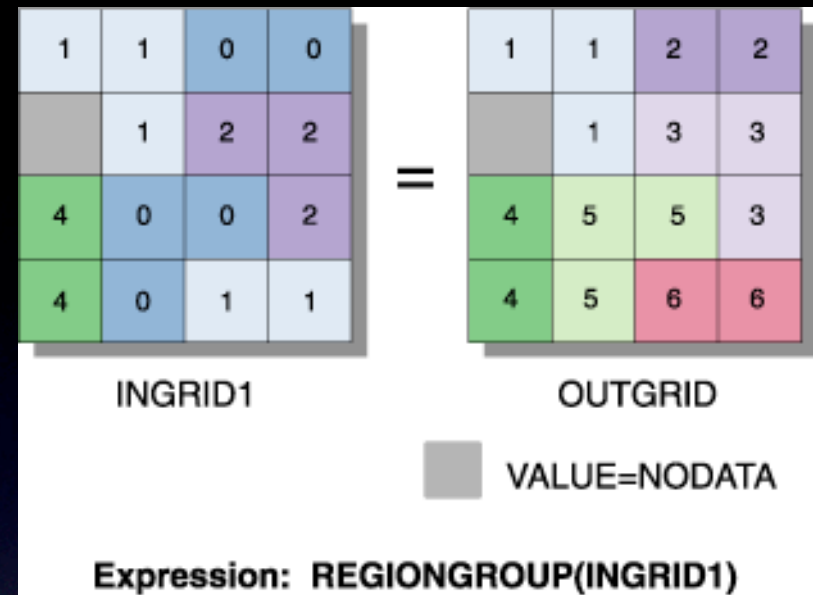 1 1 0 0 1 1 2 2
1 2 2 = 1 3 3
4 0 0 2 4 5 5 3
4 0 1 1 4 5 6 6
INGRID1 OUTGRID
VALUE=NODATA
Expression: REGIONGROUP(INGRID1)